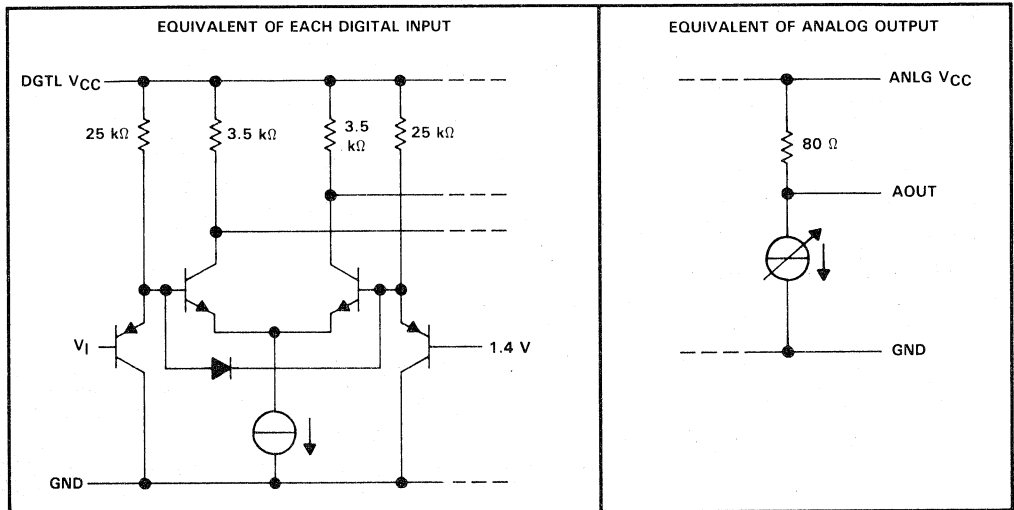 EQUIVALENT OF EACH DIGITAL INPUT
DGTL VCC
25 kΩ
3.5 kΩ
3.5
kΩ
25 kΩ
VI
1.4 V
GND
EQUIVALENT OF ANALOG OUTPUT
ANLG VCC
80 Ω
AOUT
GND